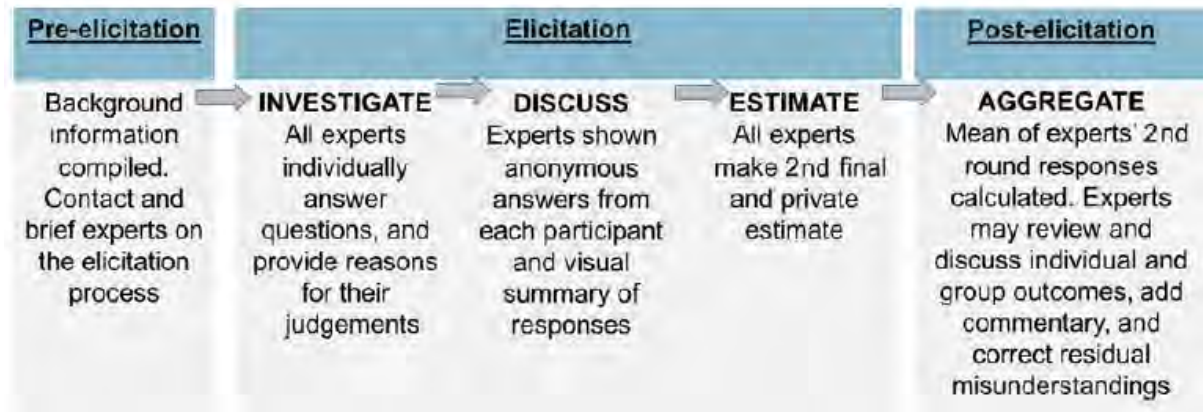 Pre-elicitation
Background
information
compiled.
Contact and
brief experts on
the elicitation
process
Elicitation
INVESTIGATE
All experts
individually
answer
questions, and
provide reasons
for their
judgements
DISCUSS
Experts shown
anonymous
answers from
each participant
and visual
summary of
responses
ESTIMATE
All experts
make 2nd final
and private
estimate
Post-elicitation
AGGREGATE
Mean of experts' 2nd
round responses
calculated. Experts
may review and
discuss individual and
group outcomes, add
commentary, and
correct residual
misunderstandings